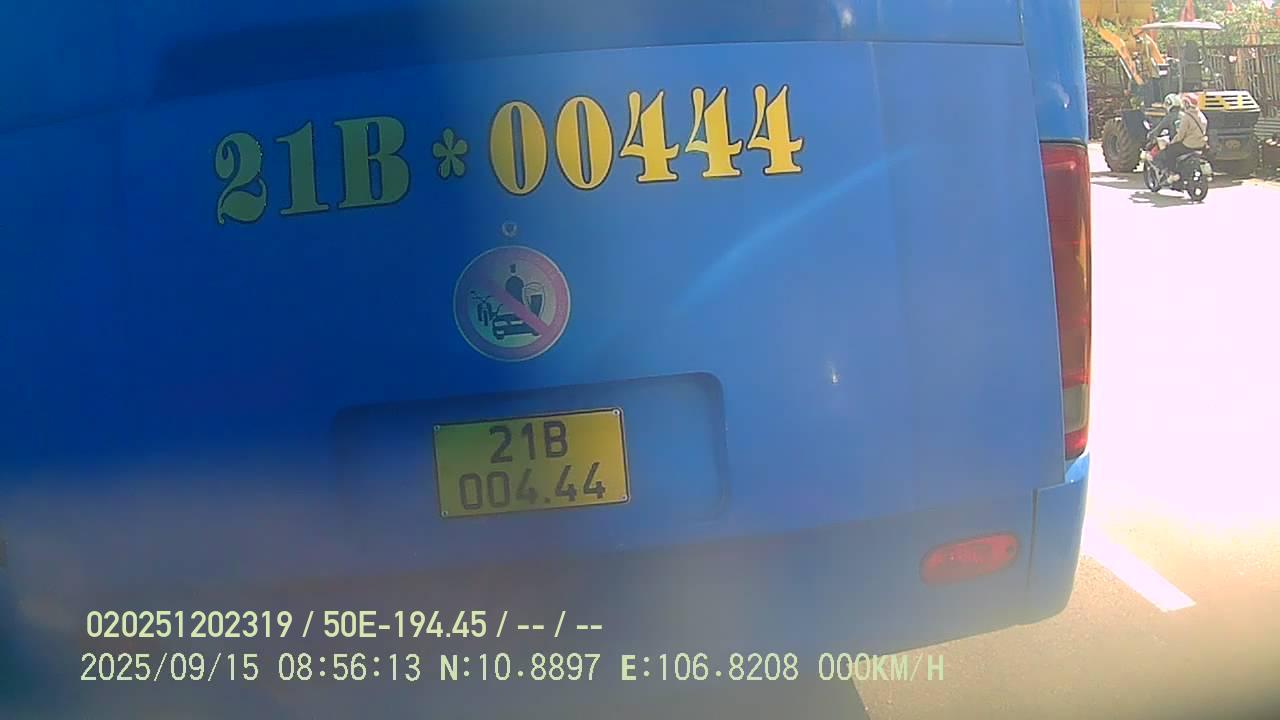 21B * 00444
21B
004.44
020251202319 / 50E-194.45 / -- / --
2025/09/15 08:56:13 N:10.8897 E:106.8208 000KM/H